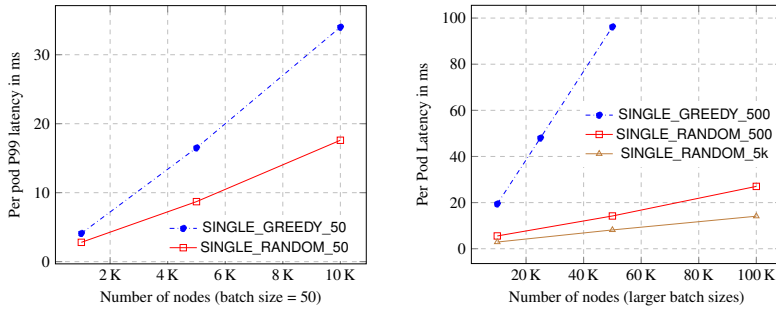 Per pod P99 latency in ms
30
20
10
0
2 K
4 K
6 K
8 K
10 K
Number of nodes (batch size = 50)
SINGLE_GREEDY_50
SINGLE_RANDOM_50
Per Pod Latency in ms
100
80
60
40
20
0
20 K
40 K
60 K
80 K
100 K
Number of nodes (larger batch sizes)
SINGLE_GREEDY_500
SINGLE_RANDOM_500
SINGLE_RANDOM_5k